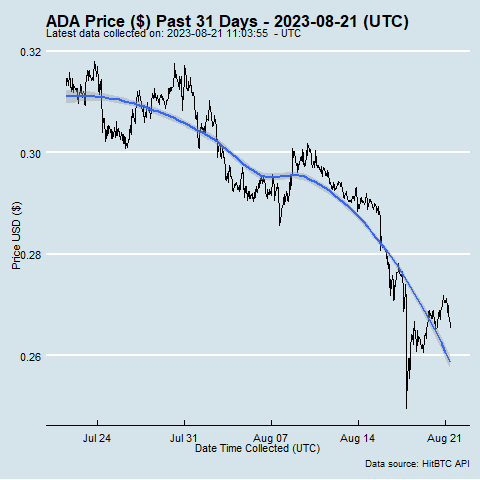 ADA Price ($) Past 31 Days - 2023-08-21 (UTC)
Latest data collected on: 2023-08-21 11:03:55 - UTC
0.32
0.30
0.28
0.26
Price USD ($)
Jul 24 Jul 31 Aug 07 Aug 14 Aug 21
Date Time Collected (UTC)
Data source: HitBTC API